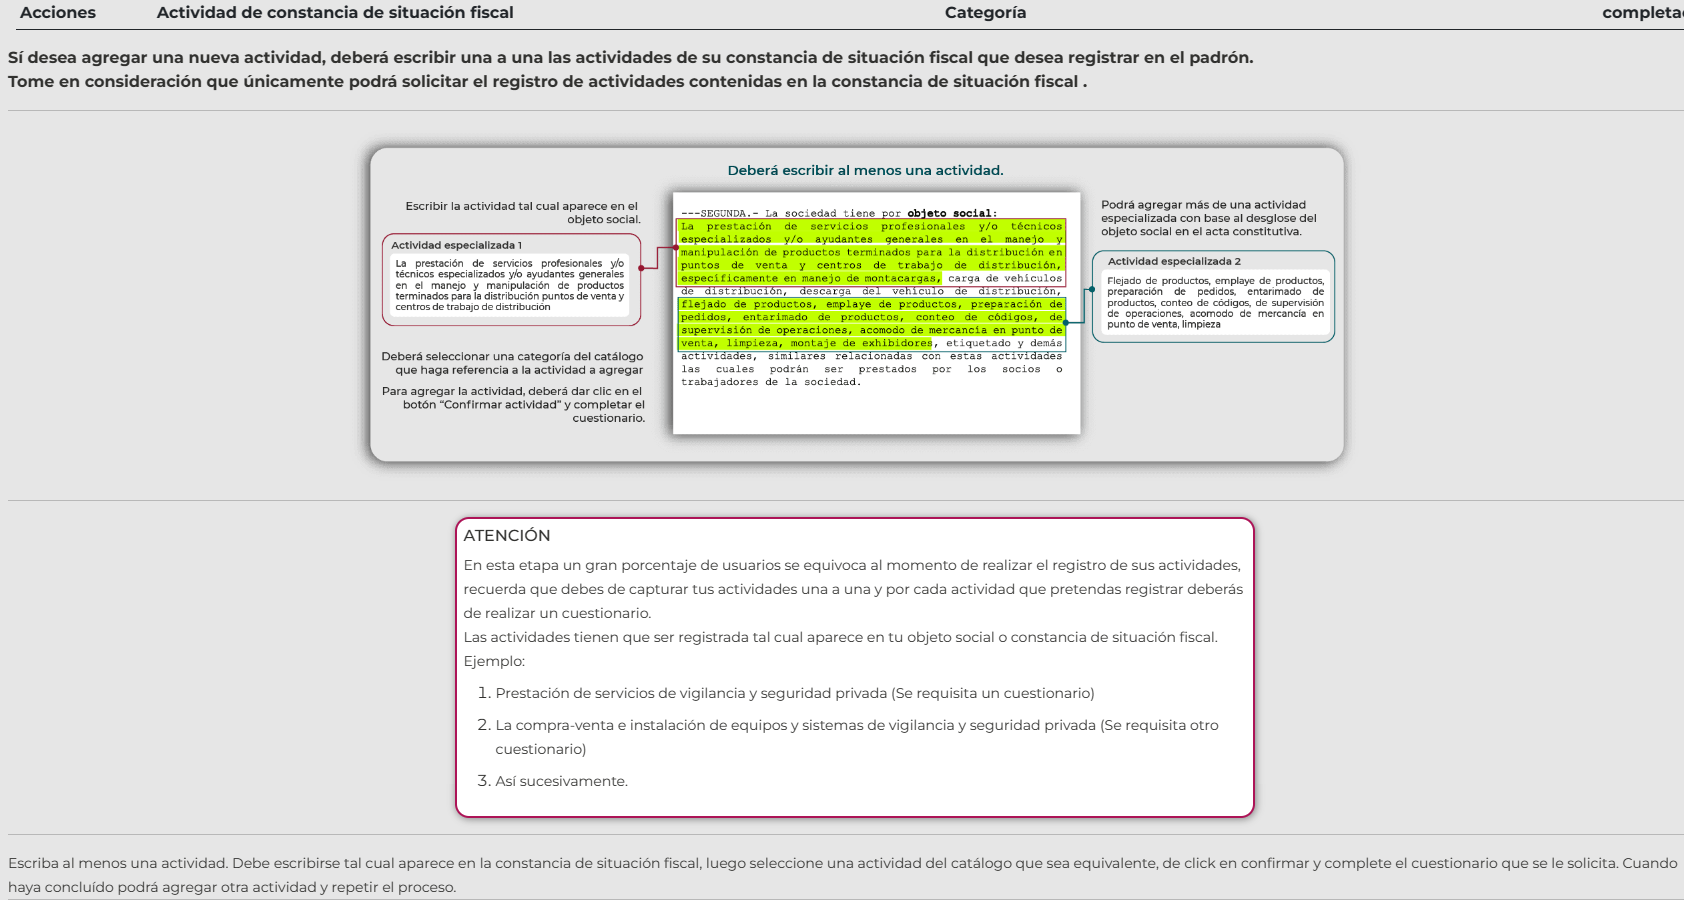 Acciones Actividad de constancia de situación fiscal Categoría
Sí desea agregar una nueva actividad, deberá escribir una a una las actividades de su constancia de situación fiscal que desea registrar en el padrón.
Tome en consideración que únicamente podrá solicitar el registro de actividades contenidas en la constancia de situación fiscal .
Deberá escribir al menos una actividad.
Escribir la actividad tal cual aparece en el
objeto social.
Actividad especializada 1
La prestación de servicios profesionales y/o
técnicos especializados y/o ayudantes generales
en el manejo y manipulación de productos
terminados para la distribución puntos de venta y
centros de trabajo de distribución
Deberá seleccionar una categoría del catálogo
que haga referencia a la actividad a agregar
Para agregar la actividad, deberá dar clic en el
botón “Confirmar actividad” y completar el
cuestionario.
---SEGUNDA.- La sociedad tiene por objeto social:
La prestación de servicios profesionales y/o técnicos
especializados y/o ayudantes generales en el manejo y
manipulación de productos terminados para la distribución en
puntos de venta y centros de trabajo de distribución,
específicamente en manejo de montacargas, carga de vehículos
de distribución, descarga del vehículo de distribución,
flejado de productos, emplaye de productos, preparación de
pedidos, entarimado de productos, conteo de códigos, de
supervisión de operaciones, acomodo de mercancía en punto de
venta, limpieza, montaje de exhibidores, etiquetado y demás
actividades, similares relacionadas con estas actividades
las cuales podrán ser prestados por los socios o
trabajadores de la sociedad.
Podrá agregar más de una actividad
especializada con base al desglose del
objeto social en el acta constitutiva.
Actividad especializada 2
Flejado de productos, emplaye de productos,
preparación de pedidos, entarimado de
productos, conteo de códigos, de supervisión
de operaciones, acomodo de mercancía en
punto de venta, limpieza
ATENCIÓN
En esta etapa un gran porcentaje de usuarios se equivoca al momento de realizar el registro de sus actividades,
recuerda que debes de capturar tus actividades una a una y por cada actividad que pretendas registrar deberás
de realizar un cuestionario.
Las actividades tienen que ser registrada tal cual aparece en tu objeto social o constancia de situación fiscal.
Ejemplo:
1. Prestación de servicios de vigilancia y seguridad privada (Se requisita un cuestionario)
2. La compra-venta e instalación de equipos y sistemas de vigilancia y seguridad privada (Se requisita otro
cuestionario)
3. Así sucesivamente.
Escriba al menos una actividad. Debe escribirse tal cual aparece en la constancia de situación fiscal, luego seleccione una actividad del catálogo que sea equivalente, de click en confirmar y complete el cuestionario que se le solicita. Cuando
haya concluído podrá agregar otra actividad y repetir el proceso.